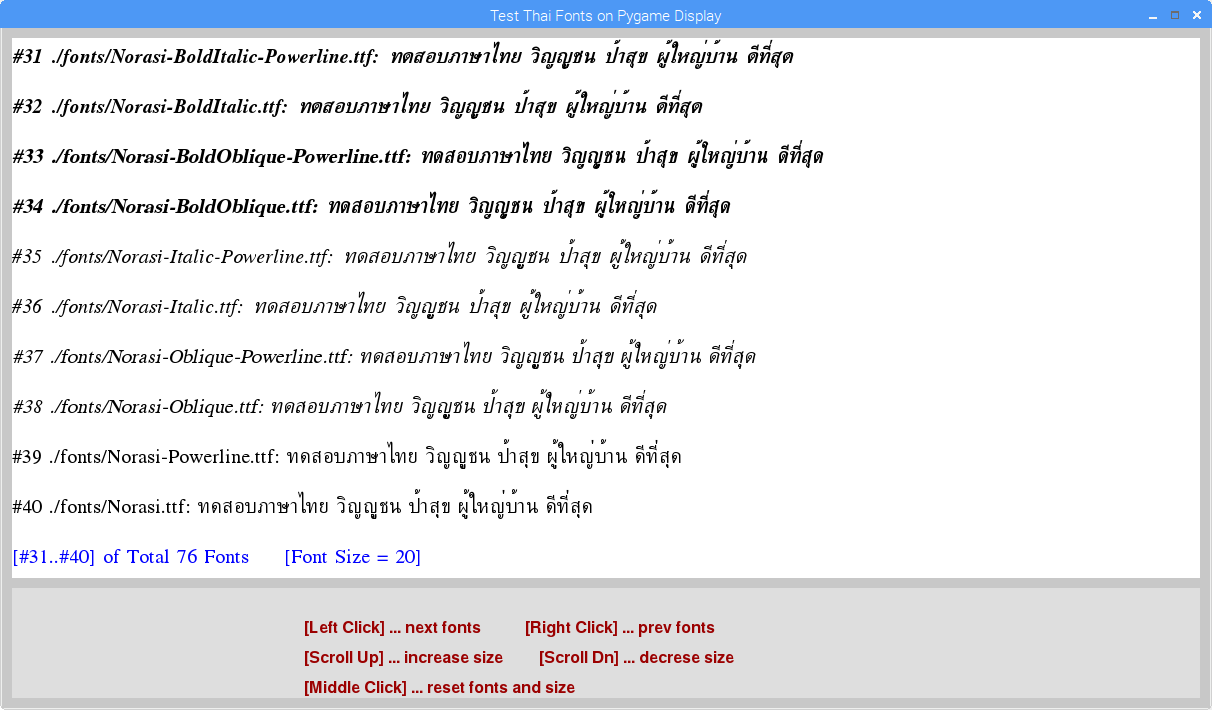 Test Thai Fonts on Pygame Display
#31 ./fonts/Norasi-BoldItalic-Powerline.ttf: ทดสอบภาษาไทย วิญญูชน ป้าสุข ผู้ใหญ่บ้าน ดีที่สุด
#32 ./fonts/Norasi-BoldItalic.ttf: ทดสอบภาษาไทย วิญญูชน ป้าสุข ผู้ใหญ่บ้าน ดีที่สุด
#33 ./fonts/Norasi-BoldOblique-Powerline.ttf: ทดสอบภาษาไทย วิญญูชน ป้าสุข ผู้ใหญ่บ้าน ดีที่สุด
#34 ./fonts/Norasi-BoldOblique.ttf: ทดสอบภาษาไทย วิญญูชน ป้าสุข ผู้ใหญ่บ้าน ดีที่สุด
#35 ./fonts/Norasi-Italic-Powerline.ttf: ทดสอบภาษาไทย วิญญูชน ป้าสุข ผู้ใหญ่บ้าน ดีที่สุด
#36 ./fonts/Norasi-Italic.ttf: ทดสอบภาษาไทย วิญญูชน ป้าสุข ผู้ใหญ่บ้าน ดีที่สุด
#37 ./fonts/Norasi-Oblique-Powerline.ttf: ทดสอบภาษาไทย วิญญูชน ป้าสุข ผู้ใหญ่บ้าน ดีที่สุด
#38 ./fonts/Norasi-Oblique.ttf: ทดสอบภาษาไทย วิญญูชน ป้าสุข ผู้ใหญ่บ้าน ดีที่สุด
#39 ./fonts/Norasi-Powerline.ttf: ทดสอบภาษาไทย วิญญูชน ป้าสุข ผู้ใหญ่บ้าน ดีที่สุด
#40 ./fonts/Norasi.ttf: ทดสอบภาษาไทย วิญญูชน ป้าสุข ผู้ใหญ่บ้าน ดีที่สุด
[#31..#40] of Total 76 Fonts [Font Size = 20]
[Left Click] ... next fonts [Right Click] ... prev fonts
[Scroll Up] ... increase size [Scroll Dn] ... decrese size
[Middle Click] ... reset fonts and size